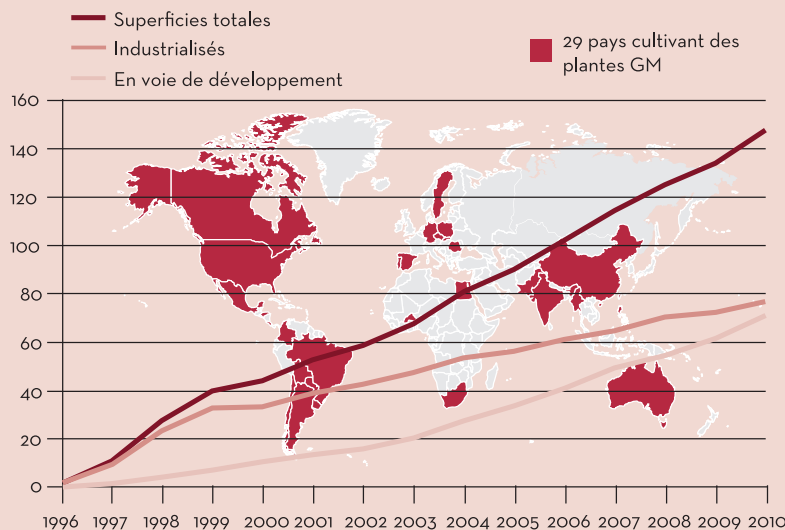 Superficies totales
Industrialisés
En voie de développement
29 pays cultivant des
plantes GM
160
140
120
100
80
60
40
20
0
1996 1997 1998 1999 2000 2001 2002 2003 2004 2005 2006 2007 2008 2009 2010